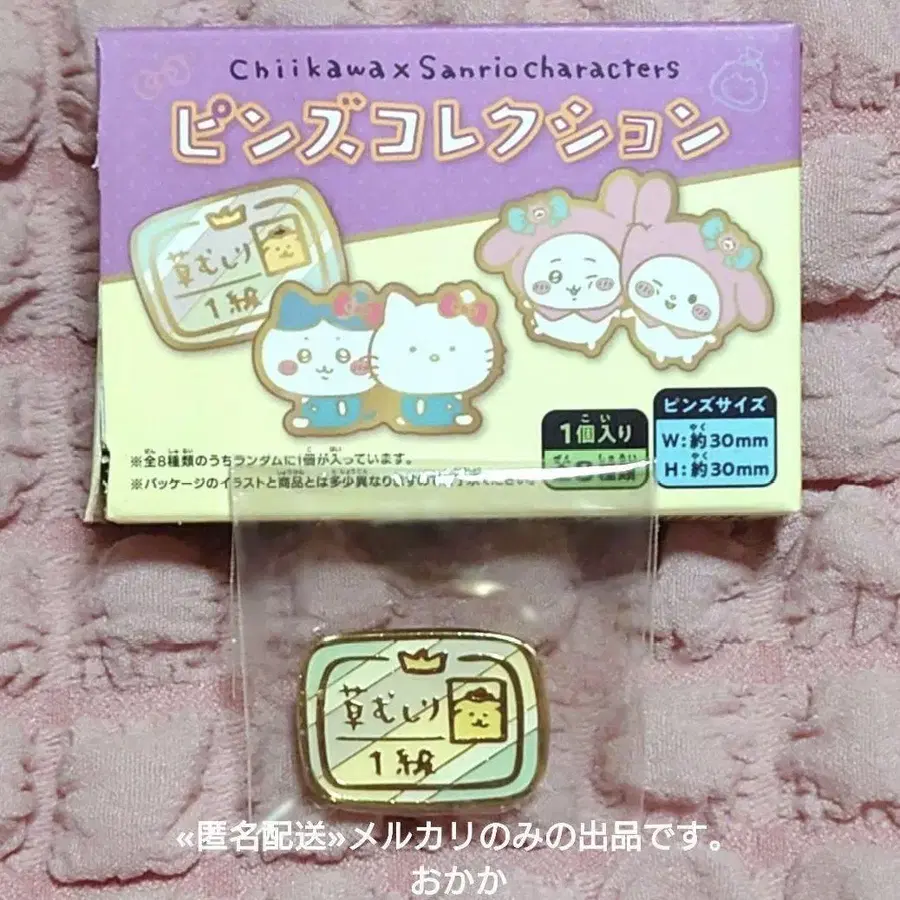 Chiikawa x Sanrio characters
ピンズコレクション
草むしり
1級
1個入り
ピンズサイズ
W:約30mm
H:約30mm
※全8種類のうちランダムに1個が入っています。
※パッケージのイラストと商品とは多少異なりますので
草むしり
1級
«匿名配送»メルカリのみの出品です。
おかか